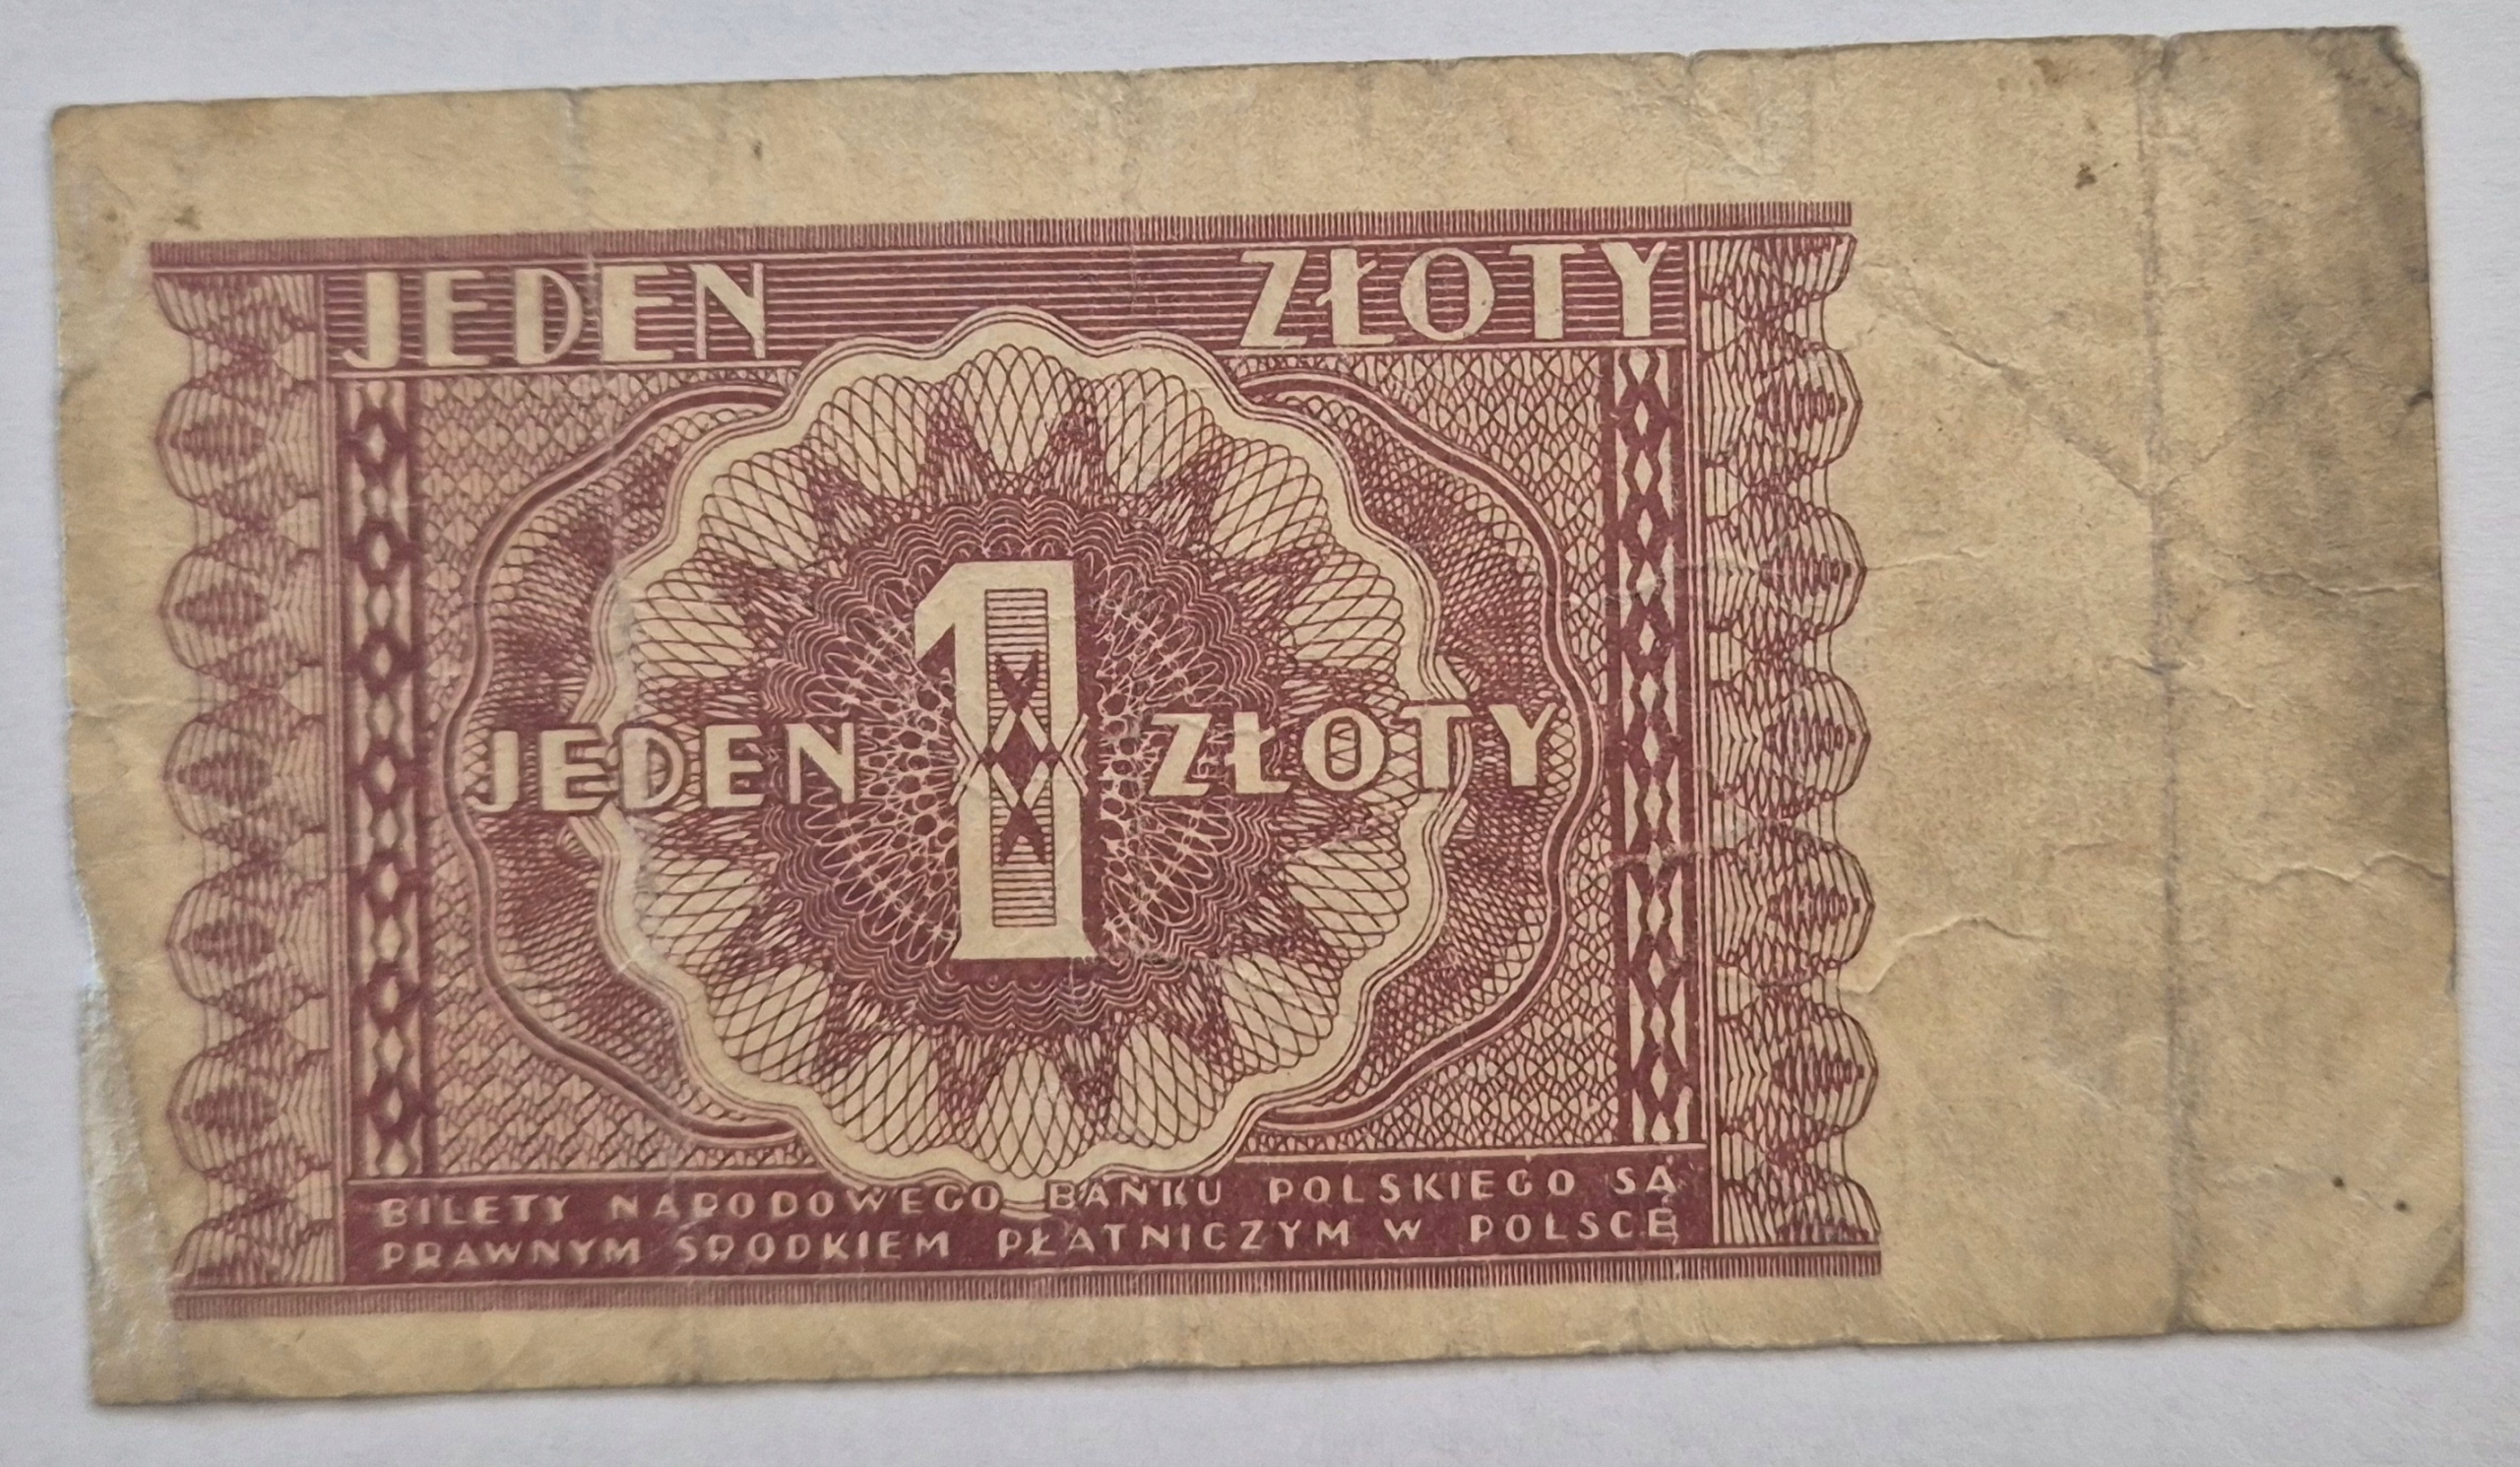 JEDEN ZŁOTY
JEDEN 1 ZŁOTY
BILETY NARODOWEGO BANKU POLSKIEGO SĄ
PRAWNYM ŚRODKIEM PŁATNICZYM W POLSCE